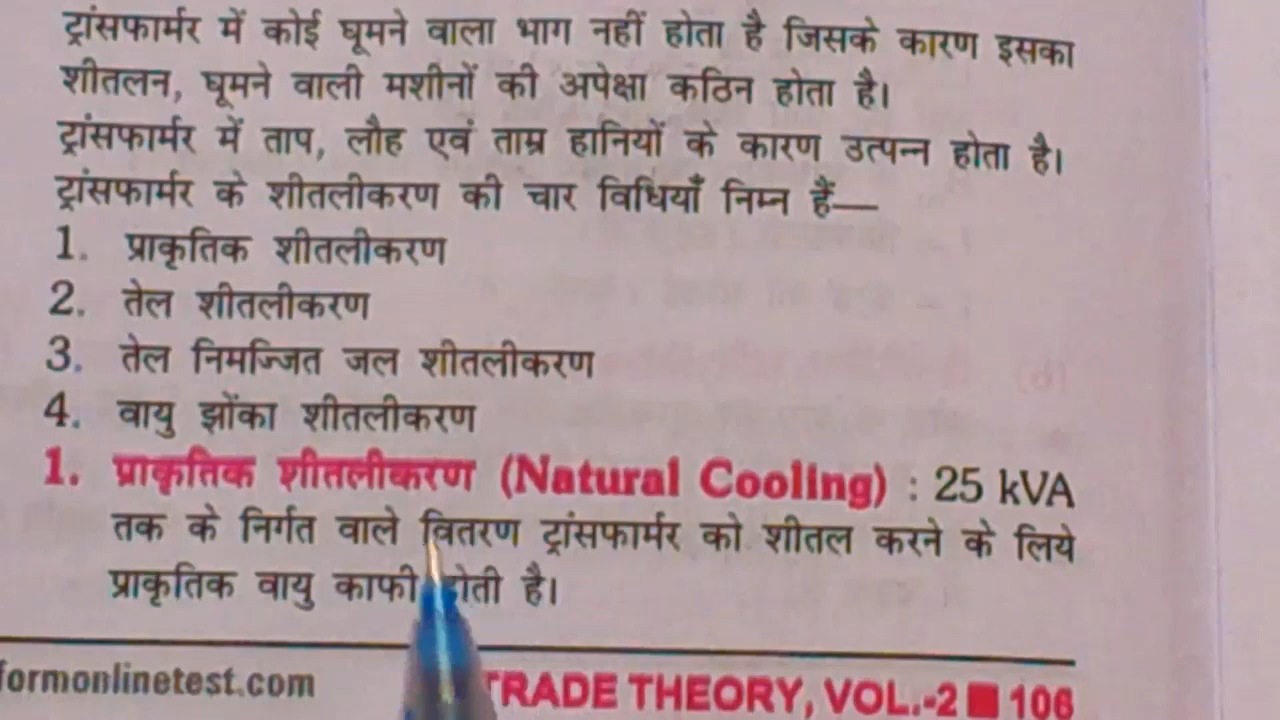 ट्रांसफार्मर में कोई घूमने वाला भाग नहीं होता है जिसके कारण इसका
शीतलन, घूमने वाली मशीनों की अपेक्षा कठिन होता है।
ट्रांसफार्मर में ताप, लौह एवं ताम्र हानियों के कारण उत्पन्न होता है।
ट्रांसफार्मर के शीतलीकरण की चार विधियाँ निम्न हैं—
1. प्राकृतिक शीतलीकरण
2. तेल शीतलीकरण
3. तेल निमज्जित जल शीतलीकरण
4. वायु झोंका शीतलीकरण
1. प्राकृतिक शीतलीकरण (Natural Cooling) : 25 kVA
तक के निर्गत वाले वितरण ट्रांसफार्मर को शीतल करने के लिये
प्राकृतिक वायु काफी होती है।
formonlinetest.com TRADE THEORY, VOL.-2 ■ 106